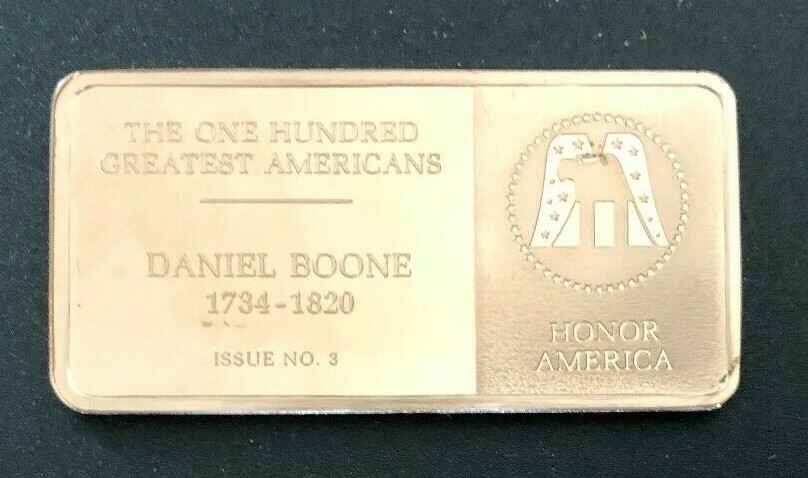 THE ONE HUNDRED
GREATEST AMERICANS
DANIEL BOONE
1734-1820
ISSUE NO. 3
HONOR
AMERICA